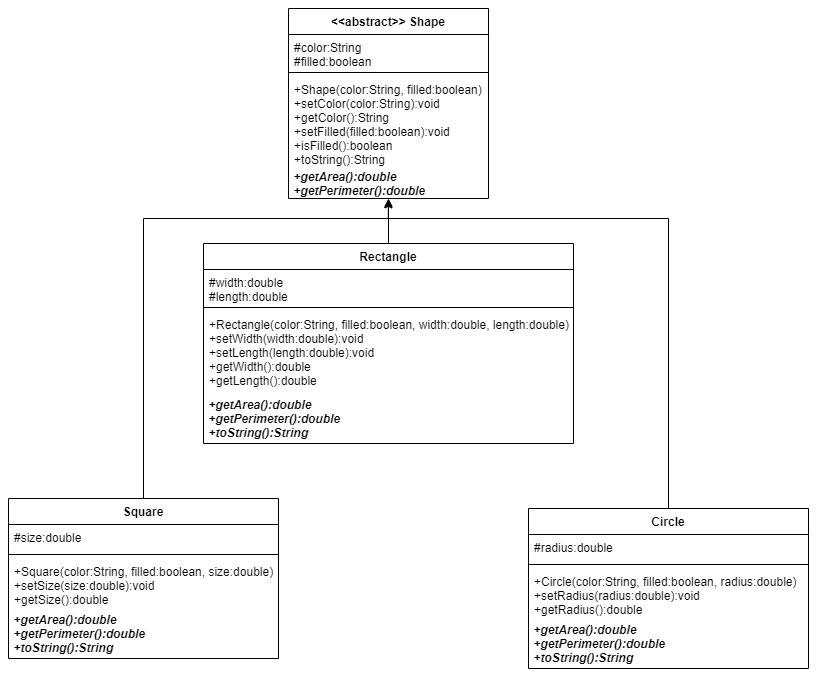 <<abstract>> Shape
#color:String
#filled:boolean
+Shape(color:String, filled:boolean)
+setColor(color:String):void
+getColor():String
+setFilled(filled:boolean):void
+isFilled():boolean
+toString():String
+getArea():double
+getPerimeter():double
Rectangle
#width:double
#length:double
+Rectangle(color:String, filled:boolean, width:double, length:double)
+setWidth(width:double):void
+setLength(length:double):void
+getWidth():double
+getLength():double
+getArea():double
+getPerimeter():double
+toString():String
Square
#size:double
+Square(color:String, filled:boolean, size:double)
+setSize(size:double):void
+getSize():double
+getArea():double
+getPerimeter():double
+toString():String
Circle
#radius:double
+Circle(color:String, filled:boolean, radius:double)
+setRadius(radius:double):void
+getRadius():double
+getArea():double
+getPerimeter():double
+toString():String